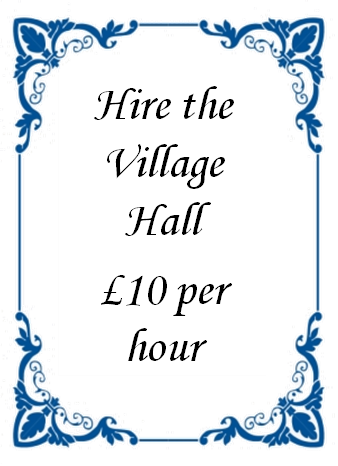 Hire the
Village
Hall
£10 per
hour